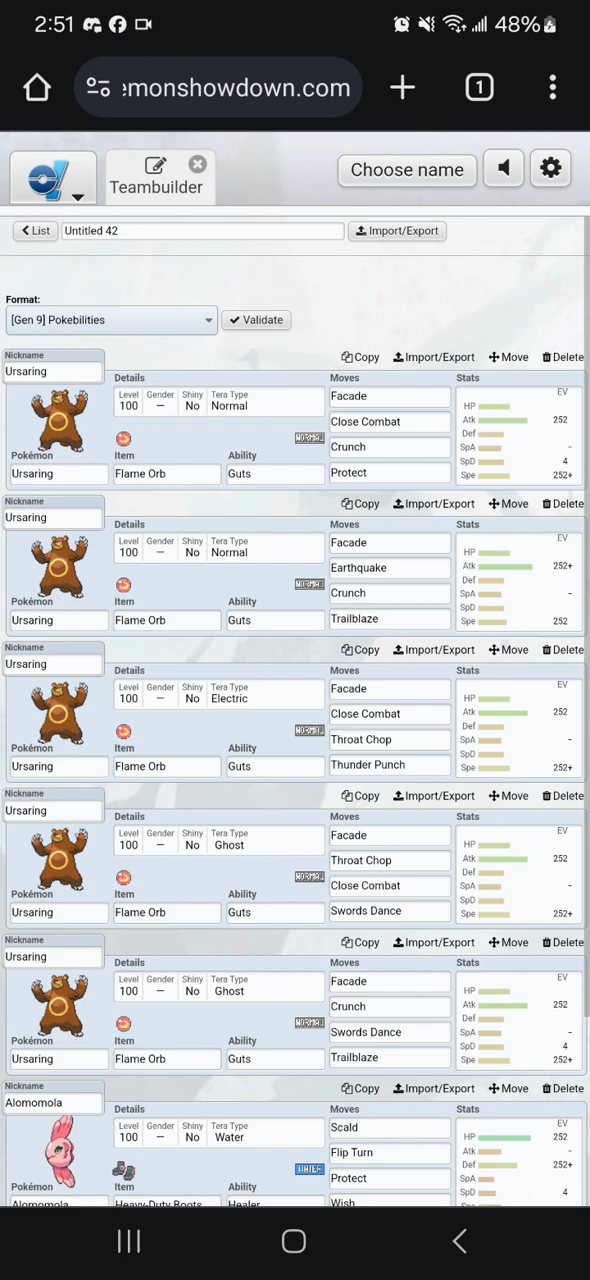 2:51 48%
:monshowdown.com 1
Teambuilder Choose name
List Untitled 42 Import/Export
Format:
[Gen 9] Pokebilities Validate
Nickname Copy Import/Export Move Delete
Ursaring Details Moves Stats
Level Gender Shiny Tera Type Facade EV
100 — No Normal HP
Close Combat Atk 252
NORMAL Def
Crunch SpA -
Pokémon Item Ability SpD 4
Ursaring Flame Orb Guts Protect Spe 252+
Nickname Copy Import/Export Move Delete
Ursaring Details Moves Stats
Level Gender Shiny Tera Type Facade EV
100 — No Normal HP
Earthquake Atk 252+
NORMAL Def
Crunch SpA -
Pokémon Item Ability SpD
Ursaring Flame Orb Guts Trailblaze Spe 252
Nickname Copy Import/Export Move Delete
Ursaring Details Moves Stats
Level Gender Shiny Tera Type Facade EV
100 — No Electric HP
Close Combat Atk 252
NORMAL Def
Throat Chop SpA -
Pokémon Item Ability SpD
Ursaring Flame Orb Guts Thunder Punch Spe 252+
Nickname Copy Import/Export Move Delete
Ursaring Details Moves Stats
Level Gender Shiny Tera Type Facade EV
100 — No Ghost HP
Throat Chop Atk 252
NORMAL Def
Close Combat SpA -
Pokémon Item Ability SpD
Ursaring Flame Orb Guts Swords Dance Spe 252+
Nickname Copy Import/Export Move Delete
Ursaring Details Moves Stats
Level Gender Shiny Tera Type Facade EV
100 — No Ghost HP
Crunch Atk 252
NORMAL Def
Swords Dance SpA -
Pokémon Item Ability SpD 4
Ursaring Flame Orb Guts Trailblaze Spe 252+
Nickname Copy Import/Export Move Delete
Alomomola Details Moves Stats
Level Gender Shiny Tera Type Scald EV
100 — No Water HP 252
Flip Turn Atk -
WATER Def 252+
Protect SpA
Pokémon Item Ability SpD 4
Alomomola Heavy-Duty Boots Healer Wish Spe